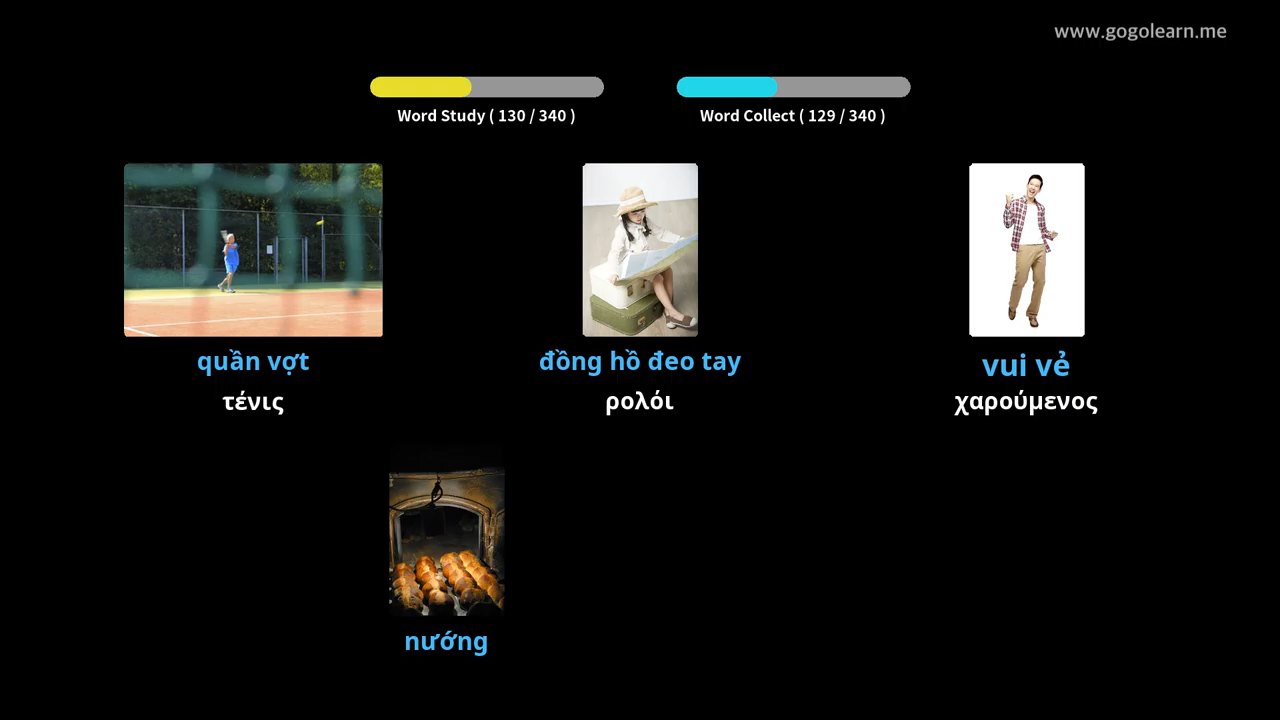 www.gogolearn.me
Word Study ( 130 / 340 )
Word Collect ( 129 / 340 )
quần vợt
đồng hồ đeo tay
vui vẻ
τένις
ρολόι
χαρούμενος
nướng